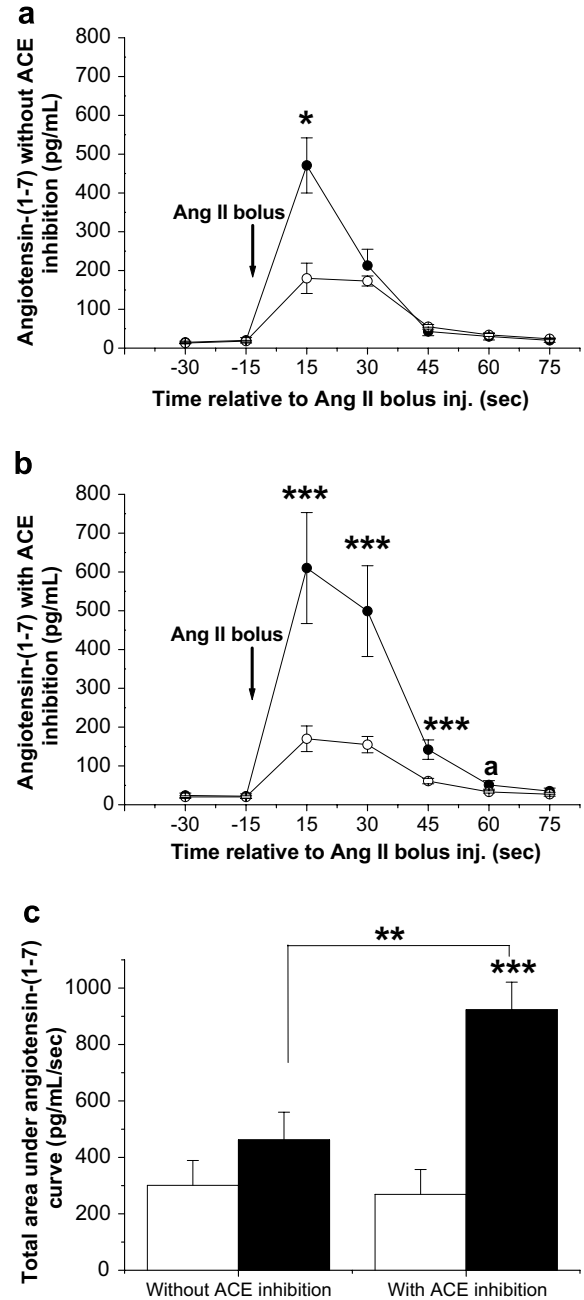 a
Angiotensin-(1-7) without ACE
inhibition (pg/mL)
800
700
600
500
400
300
200
100
0
*
Ang II bolus
-30 -15 15 30 45 60 75
Time relative to Ang II bolus inj. (sec)
b
Angiotensin-(1-7) with ACE
inhibition (pg/mL)
800
700
600
500
400
300
200
100
0
***
***
Ang II bolus
***
a
-30 -15 15 30 45 60 75
Time relative to Ang II bolus inj. (sec)
c
Total area under angiotensin-(1-7)
curve (pg/mL/sec)
1000
800
600
400
200
0
**
***
Without ACE inhibition With ACE inhibition